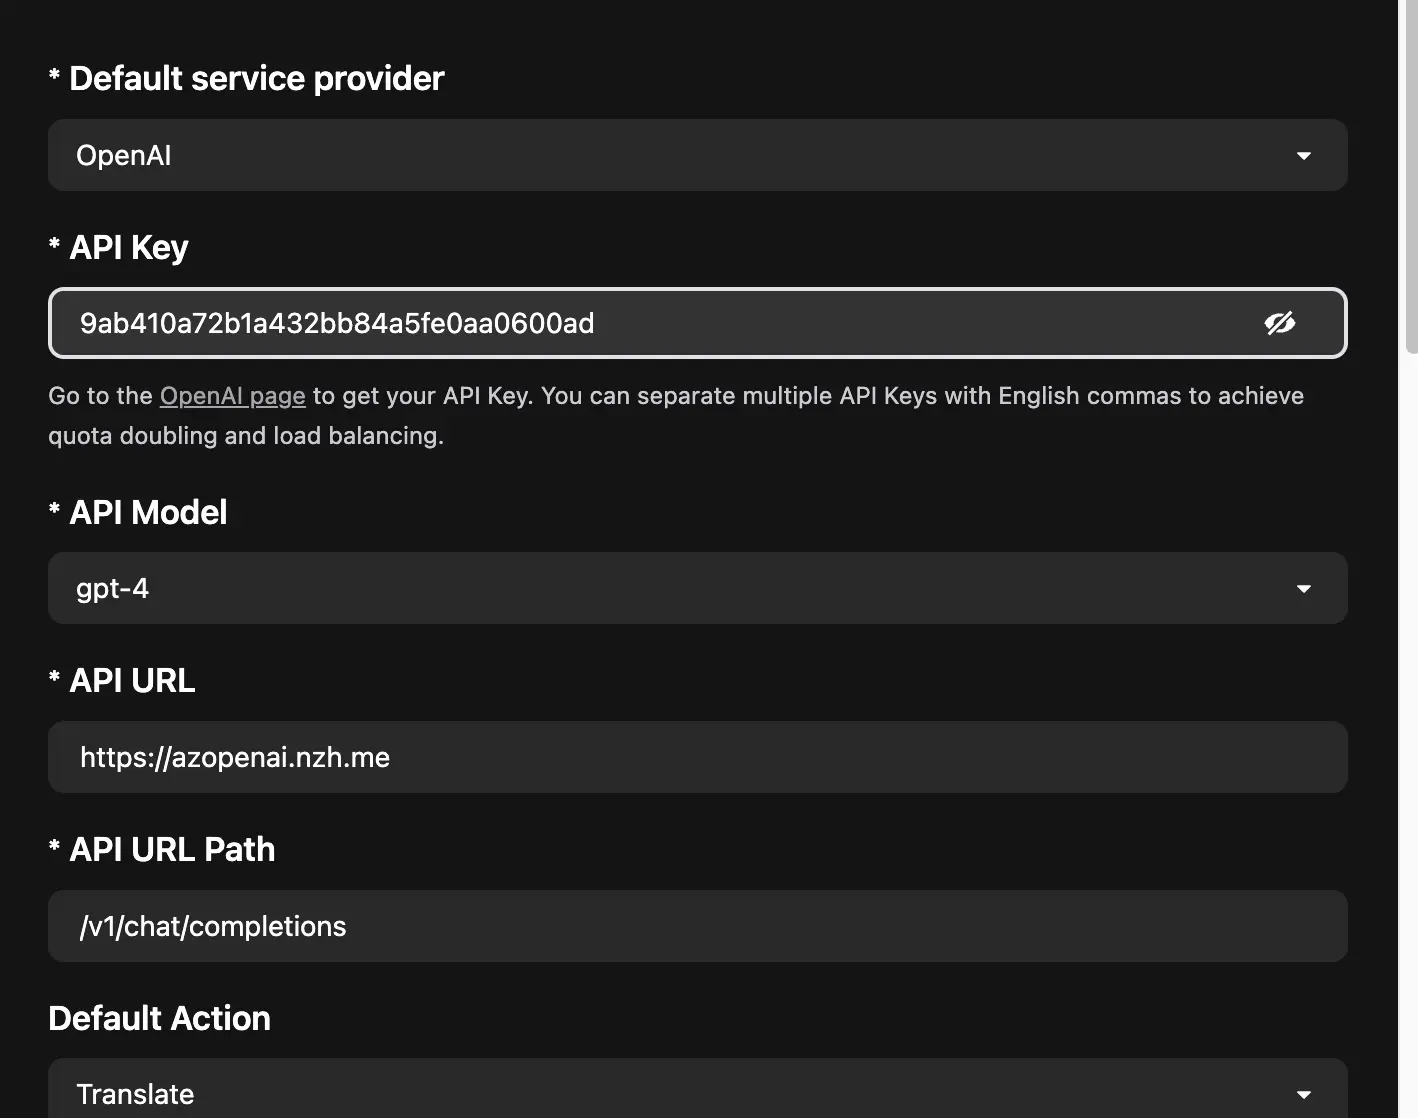 * Default service provider
OpenAI
* API Key
9ab410a72b1a432bb84a5fe0aa0600ad
Go to the OpenAI page to get your API Key. You can separate multiple API Keys with English commas to achieve
quota doubling and load balancing.
* API Model
gpt-4
* API URL
https://azopenai.nzh.me
* API URL Path
/v1/chat/completions
Default Action
Translate